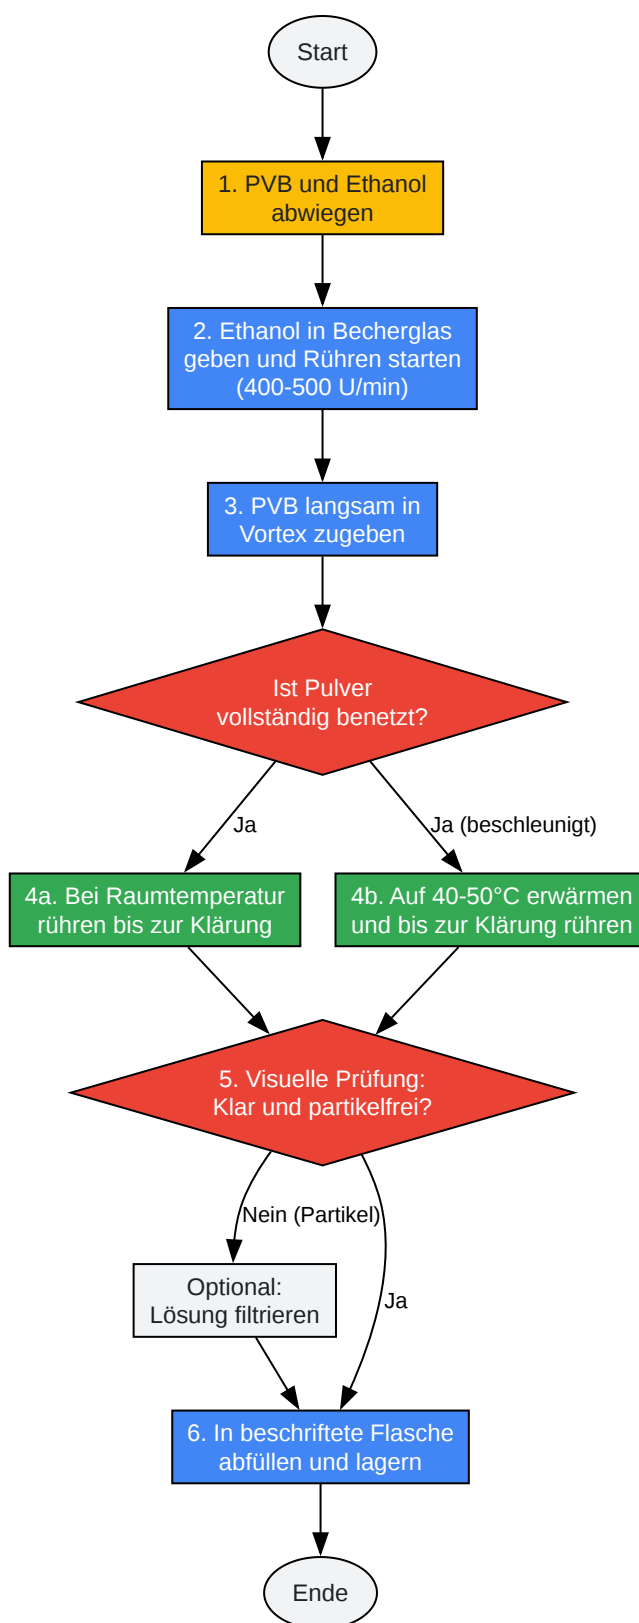 Start
1. PVB und Ethanol
abwiegen
2. Ethanol in Becherglas
geben und Rühren starten
(400-500 U/min)
3. PVB langsam in
Vortex zugeben
Ist Pulver
vollständig benetzt?
Ja
Ja (beschleunigt)
4a. Bei Raumtemperatur
rühren bis zur Klärung
4b. Auf 40-50°C erwärmen
und bis zur Klärung rühren
5. Visuelle Prüfung:
Klar und partikelfrei?
Nein (Partikel)
Optional:
Lösung filtrieren
Ja
6. In beschriftete Flasche
abfüllen und lagern
Ende